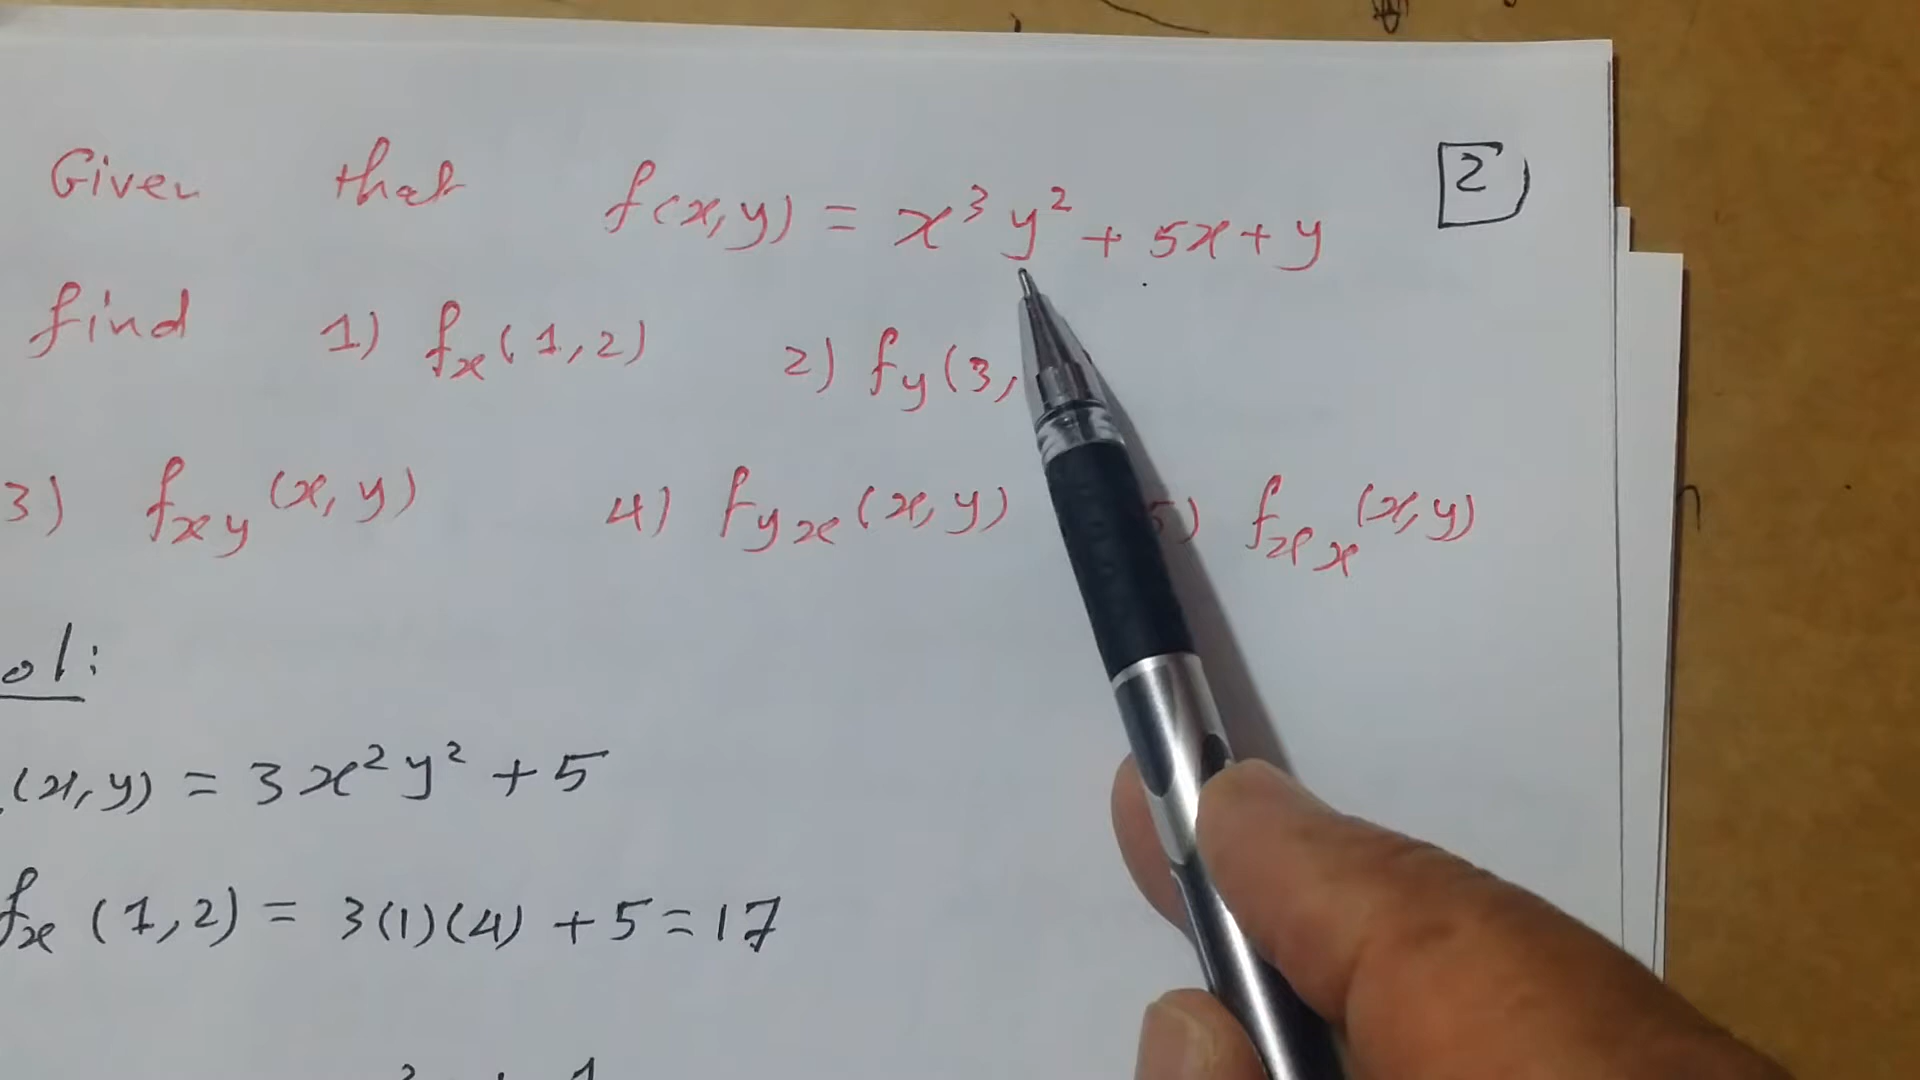 Given that f(x,y) = x³y² + 5x + y
2
find 1) fx(1,2) 2) fy(3,
3) fxy(x,y) 4) fyx(x,y) 5) fxx(x,y)
ol:
(x,y) = 3x²y² + 5
fx (1,2) = 3(1)(4) + 5 = 17